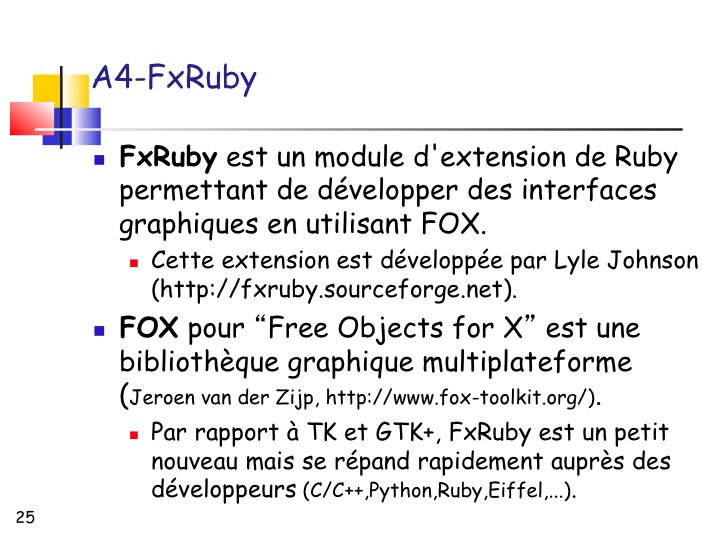 A4-FxRuby
FxRuby est un module d'extension de Ruby
permettant de développer des interfaces
graphiques en utilisant FOX.
Cette extension est développée par Lyle Johnson
(http://fxruby.sourceforge.net).
FOX pour “Free Objects for X” est une
bibliothèque graphique multiplateforme
(Jeroen van der Zijp, http://www.fox-toolkit.org/).
Par rapport à TK et GTK+, FxRuby est un petit
nouveau mais se répand rapidement auprès des
développeurs (C/C++,Python,Ruby,Eiffel,...).
25